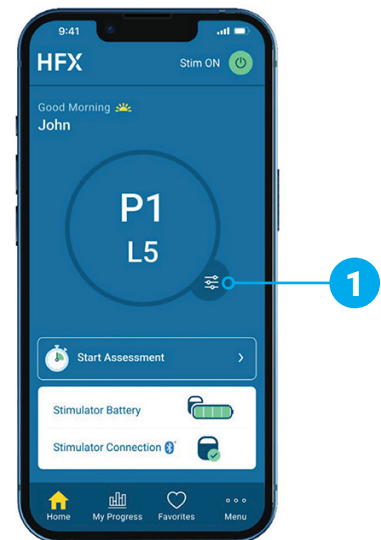 9:41
HFX
Stim ON
Good Morning
John
P1
L5
1
Start Assessment
Stimulator Battery
Stimulator Connection
Home My Progress Favorites Menu